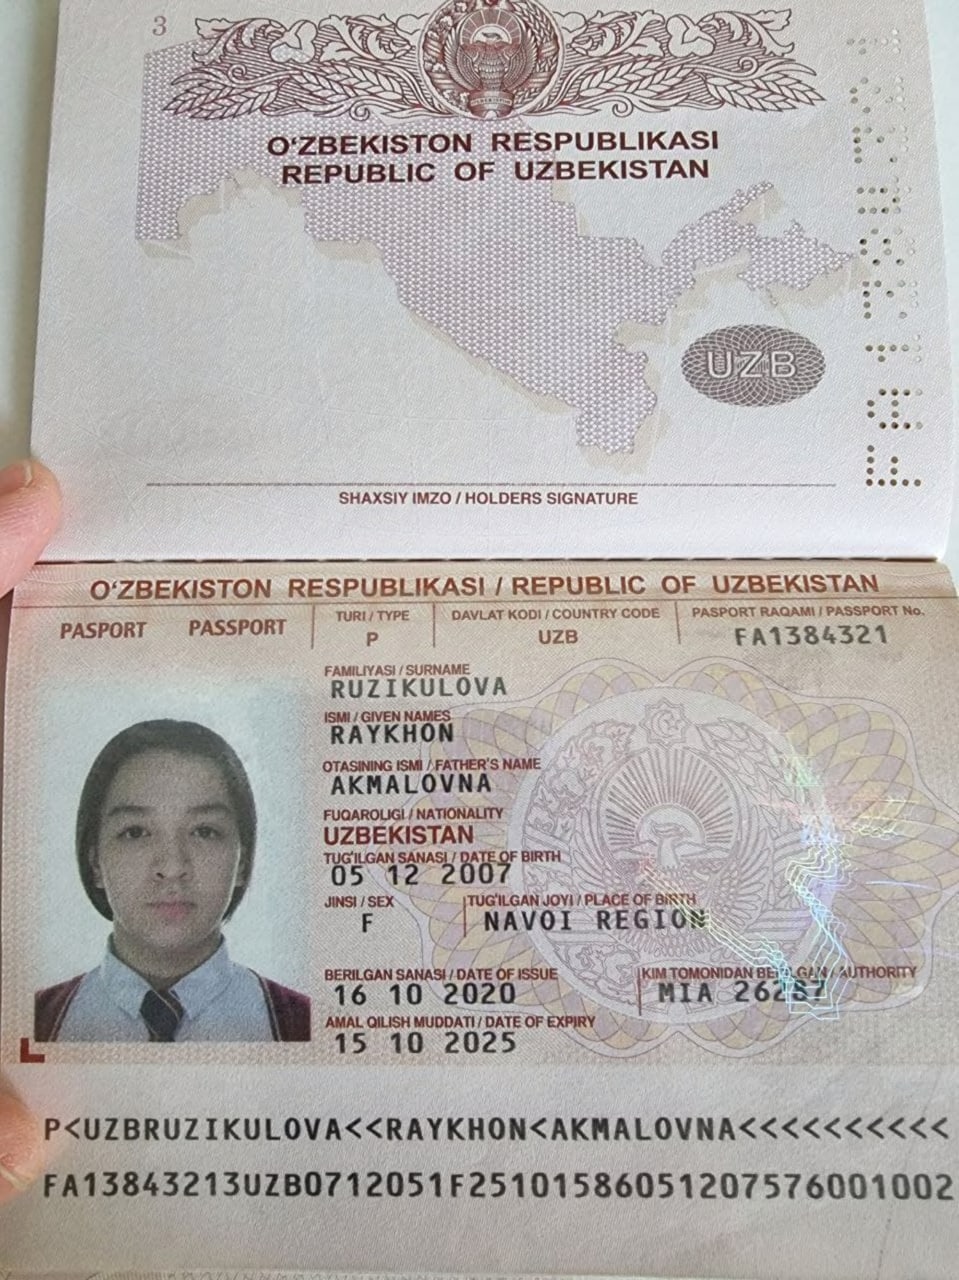 3
O'ZBEKISTON RESPUBLIKASI
REPUBLIC OF UZBEKISTAN
UZB
SHAXSIY IMZO / HOLDERS SIGNATURE
O'ZBEKISTON RESPUBLIKASI / REPUBLIC OF UZBEKISTAN
PASPORT PASSPORT
TURI / TYPE
P
DAVLAT KODI / COUNTRY CODE
UZB
PASPORT RAQAMI / PASSPORT No.
FA1384321
FAMILIYASI / SURNAME
RUZIKULOVA
ISMI / GIVEN NAMES
RAYKHON
OTASINING ISMI / FATHER'S NAME
AKMALOVNA
FUQAROLIGI / NATIONALITY
UZBEKISTAN
TUG'ILGAN SANASI / DATE OF BIRTH
05 12 2007
JINSI / SEX
F
TUG'ILGAN JOYI / PLACE OF BIRTH
NAVOI REGION
BERILGAN SANASI / DATE OF ISSUE
16 10 2020
KIM TOMONIDAN BERILGAN / AUTHORITY
MIA
AMAL QILISH MUDDATI / DATE OF EXPIRY
15 10 2025
P<UZBRUZIKULOVA<<RAYKHON<AKMALOVNA<<<<<<<<<<
FA13843213UZB0712051F25101586051207576001002